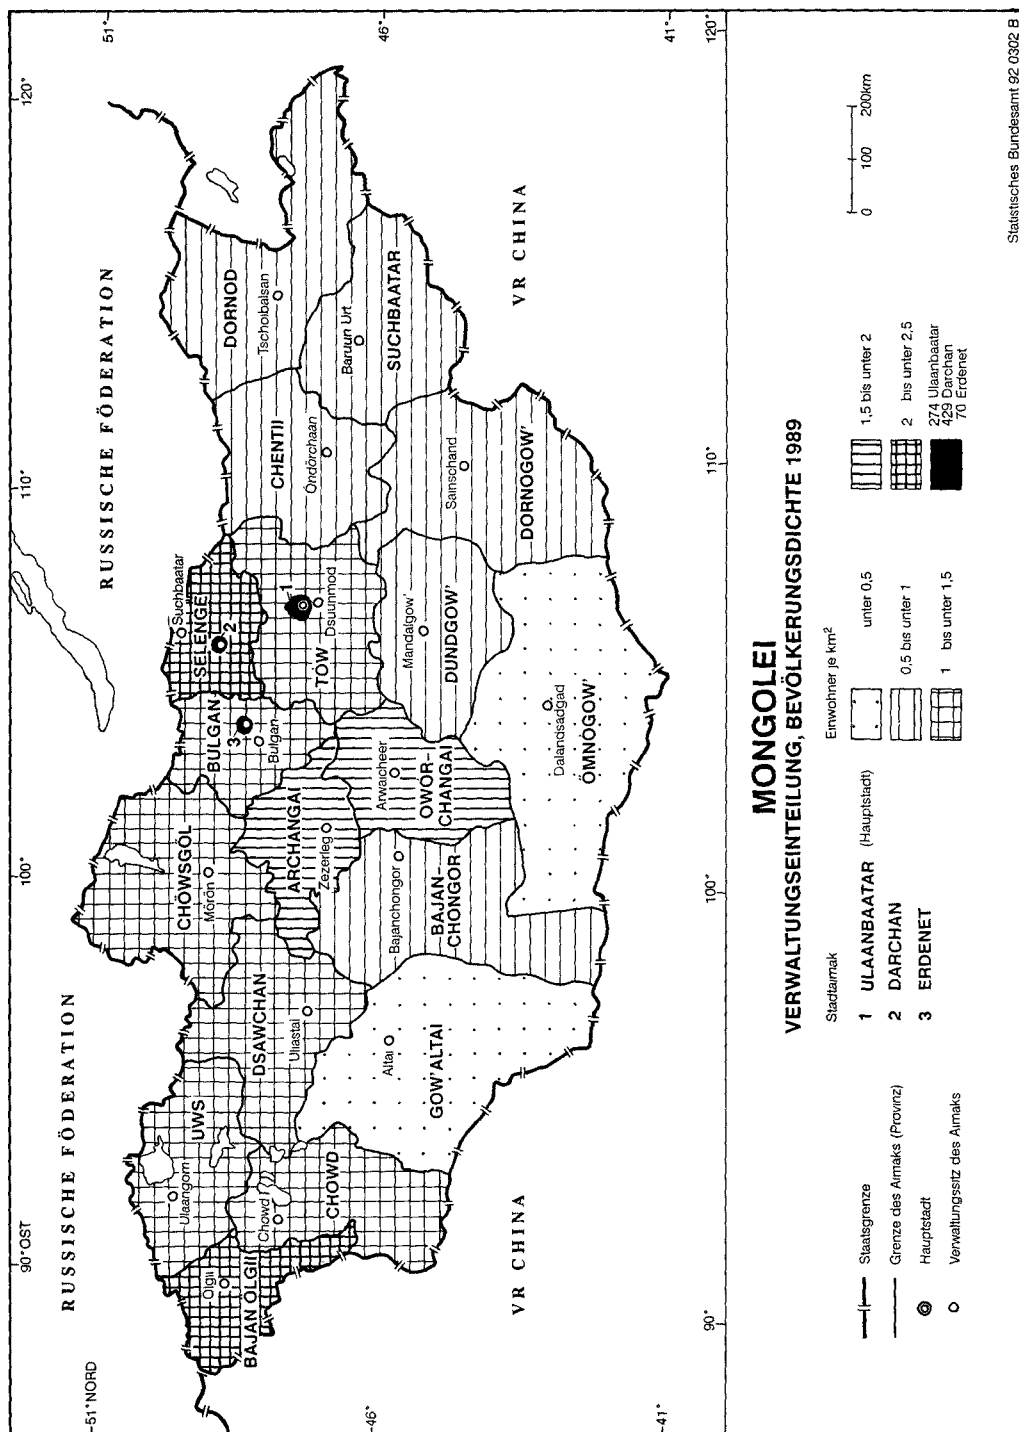 90°OST
100°
110°
120°
51°NORD
51°
RUSSISCHE FÖDERATION
RUSSISCHE FÖDERATION
UWS
Ulaangom
Ölgii
BAJAN ÖLGII
Chowd
CHOWD
DSAWCHAN
Uliastai
CHÖWSGÖL
Mörön
BULGAN
3
Bulgan
SELENGE
Suchbaatar
2
ARCHANGAI
Zezerleg
TÖW
1
Dsuunmod
CHENTII
Öndörchaan
DORNOD
Tschoibalsan
Baruun Urt
SUCHBAATAR
46°
46°
Altai
GOW'ALTAI
Bajanchongor
BAJAN-
CHONGOR
Arwaicheer
ÖWÖR-
CHANGAI
Mandalgow'
DUNDGOW'
Sainschand
DORNOGOW'
Dalandsadgad
ÖMNÖGOW'
VR CHINA
VR CHINA
41°
41°
90°
100°
110°
120°
MONGOLEI
VERWALTUNGSEINTEILUNG, BEVÖLKERUNGSDICHTE 1989
Staatsgrenze
Grenze des Aimaks (Provinz)
Hauptstadt
Verwaltungssitz des Aimaks
Stadtaimak
1 ULAANBAATAR (Hauptstadt)
2 DARCHAN
3 ERDENET
Einwohner je km²
unter 0,5
0,5 bis unter 1
1 bis unter 1,5
1,5 bis unter 2
2 bis unter 2,5
274 Ulaanbaatar
429 Darchan
70 Erdenet
0 100 200km
Statistisches Bundesamt 92 0302 B